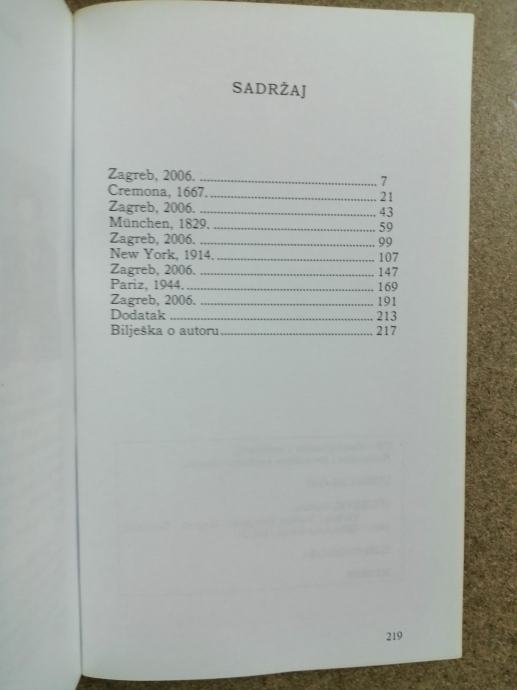 SADRŽAJ
Zagreb, 2006. ........................................ 7
Cremona, 1667. ........................................ 21
Zagreb, 2006. ........................................ 43
München, 1829. ........................................ 59
Zagreb, 2006. ........................................ 99
New York, 1914. ........................................ 107
Zagreb, 2006. ........................................ 147
Pariz, 1944. ........................................ 169
Zagreb, 2006. ........................................ 191
Dodatak ........................................ 213
Bilješka o autoru ........................................ 217
219